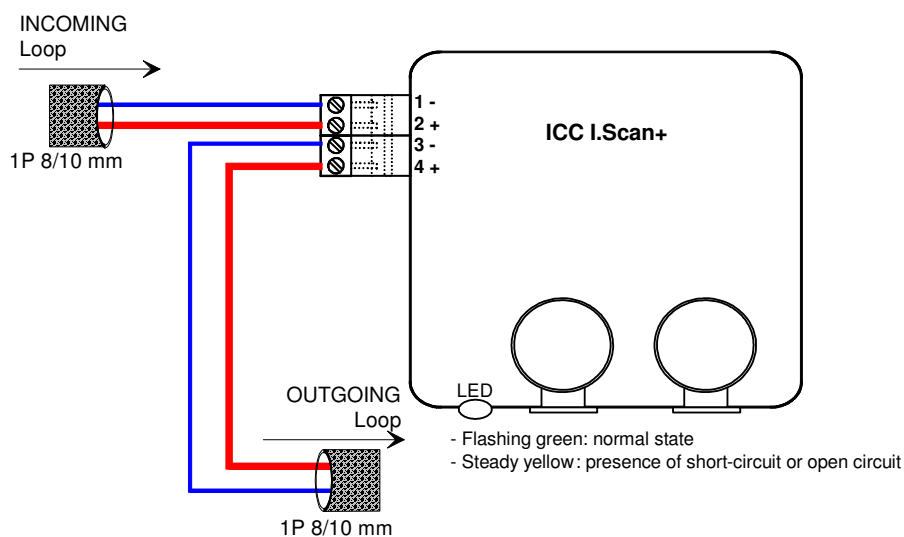 INCOMING
Loop
1P 8/10 mm
1 -
2 +
3 -
4 +
ICC I.Scan+
OUTGOING
Loop
1P 8/10 mm
LED
- Flashing green: normal state
- Steady yellow: presence of short-circuit or open circuit